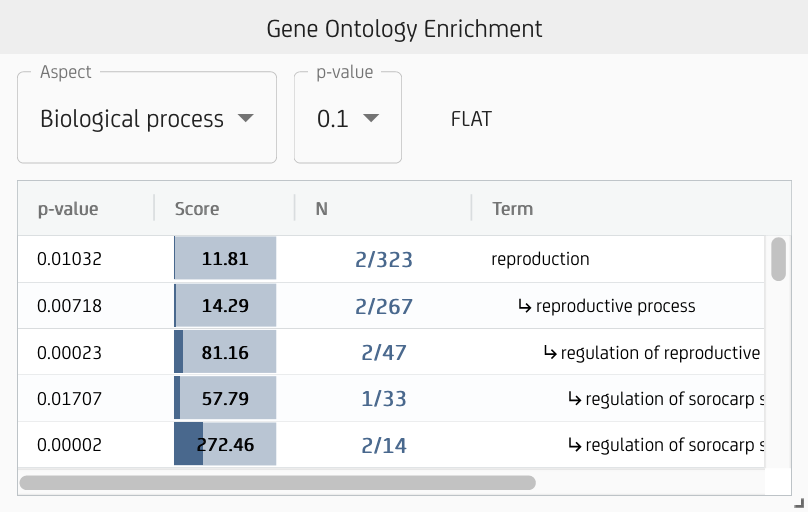 Gene Ontology Enrichment
Aspect p-value
Biological process 0.1 FLAT
p-value Score N Term
0.01032 11.81 2/323 reproduction
0.00718 14.29 2/267 ↳ reproductive process
0.00023 81.16 2/47 ↳ regulation of reproductive
0.01707 57.79 1/33 ↳ regulation of sorocarp s
0.00002 272.46 2/14 ↳ regulation of sorocarp s